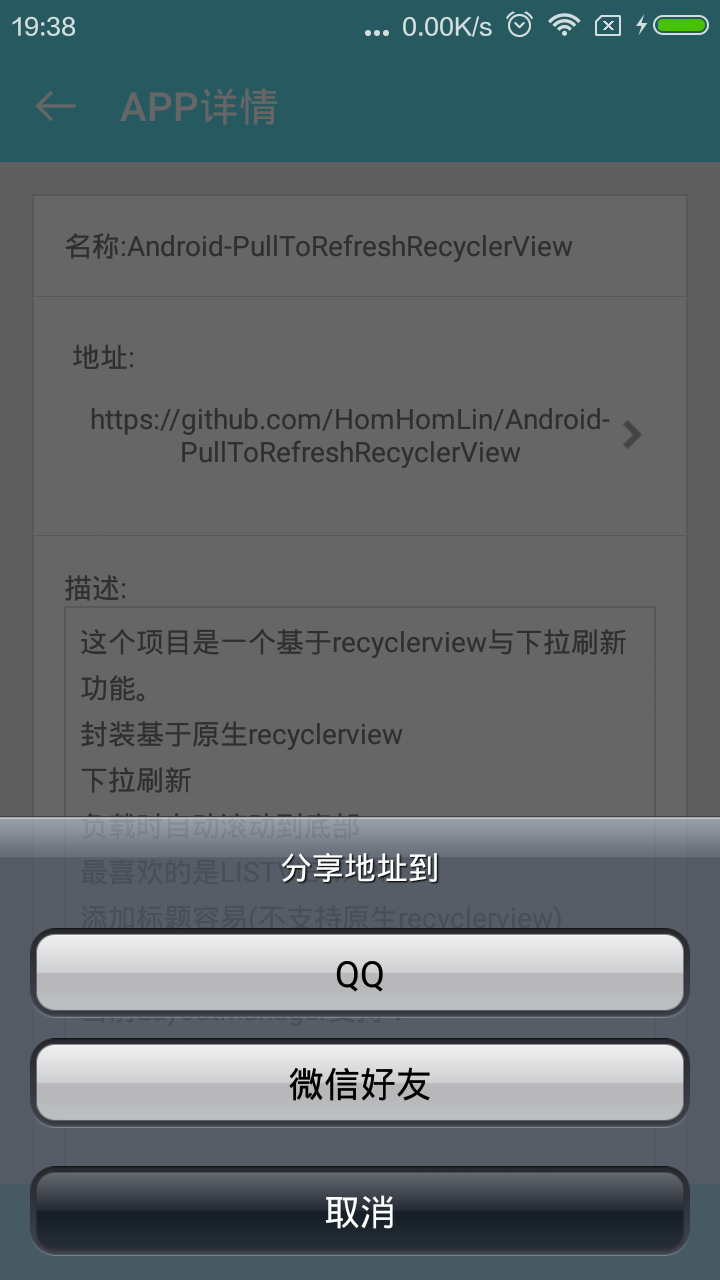 19:38
... 0.00K/s
APP详情
名称:Android-PullToRefreshRecyclerView
地址:
https://github.com/HomHomLin/Android-
PullToRefreshRecyclerView
描述:
这个项目是一个基于recyclerview与下拉刷新
功能。
封装基于原生recyclerview
下拉刷新
负载时自动滚动到底部
最喜欢的是LIST
分享地址到
添加标题容易(不支持原生recyclerview)
QQ
微信好友
取消